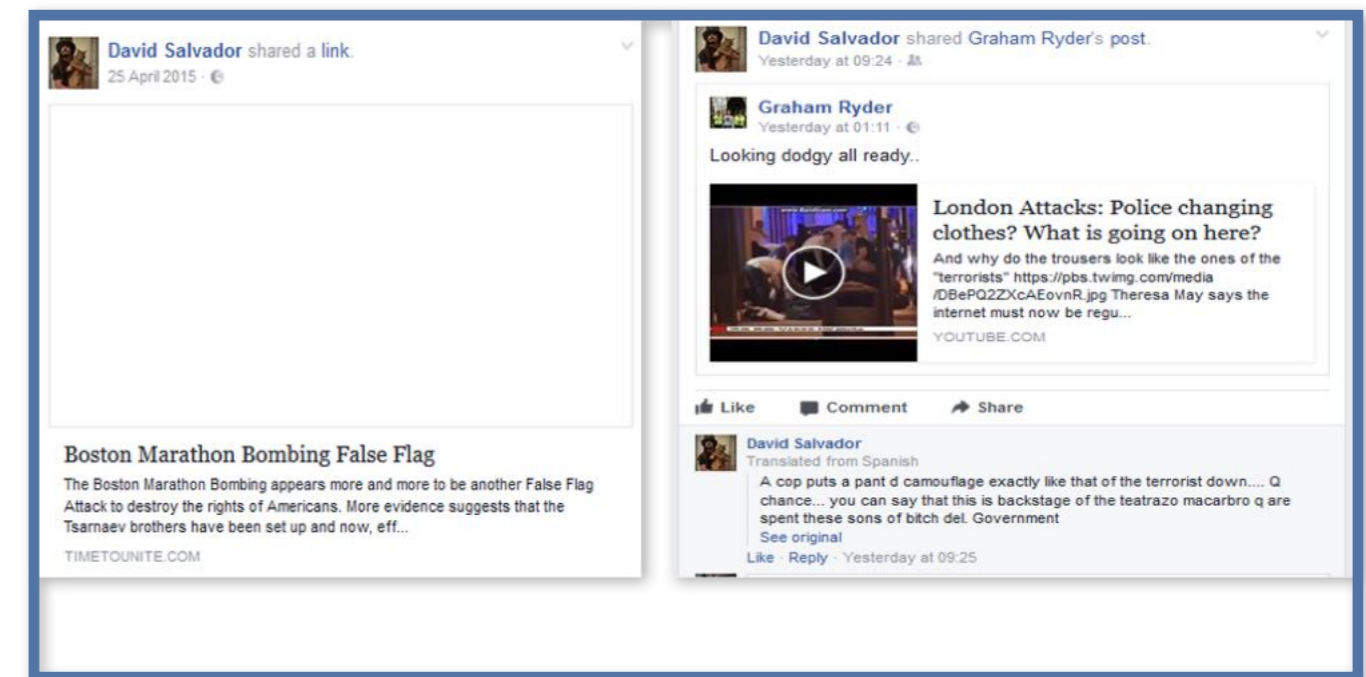 David Salvador shared a link.
25 April 2015 ·
Boston Marathon Bombing False Flag
The Boston Marathon Bombing appears more and more to be another False Flag
Attack to destroy the rights of Americans. More evidence suggests that the
Tsarnaev brothers have been set up and now, eff...
TIMETOUNITE.COM
David Salvador shared Graham Ryder's post.
Yesterday at 09:24 ·
Graham Ryder
Yesterday at 01:11 ·
Looking dodgy all ready..
London Attacks: Police changing
clothes? What is going on here?
And why do the trousers look like the ones of the
"terrorists" https://pbs.twimg.com/media
/DBePQ2ZXcAEovnR.jpg Theresa May says the
internet must now be regu...
YOUTUBE.COM
Like Comment Share
David Salvador
Translated from Spanish
A cop puts a pant d camouflage exactly like that of the terrorist down.... Q
chance... you can say that this is backstage of the teatrazo macarbro q are
spent these sons of bitch del. Government
See original
Like · Reply · Yesterday at 09:25